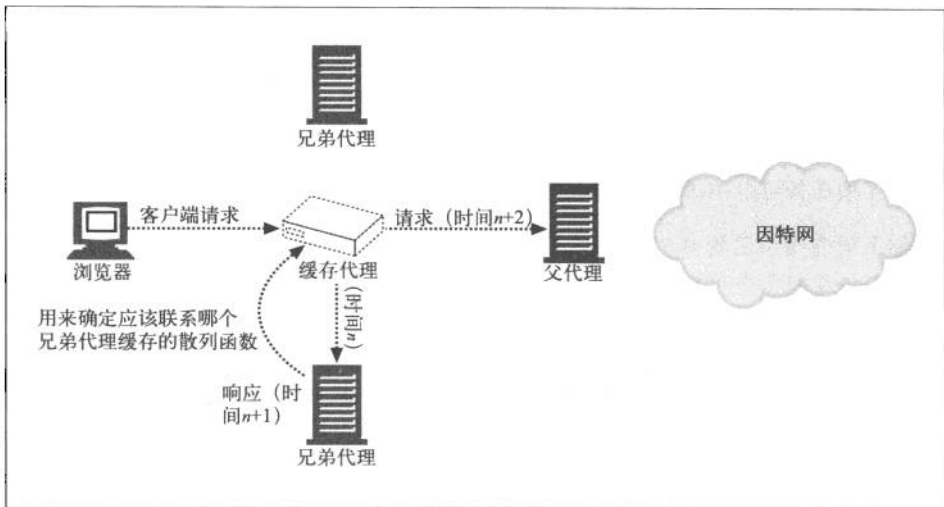 兄弟代理
客户端请求
请求（时间n+2）
因特网
浏览器
缓存代理
父代理
（时间n）
用来确定应该联系哪个
兄弟代理缓存的散列函数
响应（时
间n+1）
兄弟代理